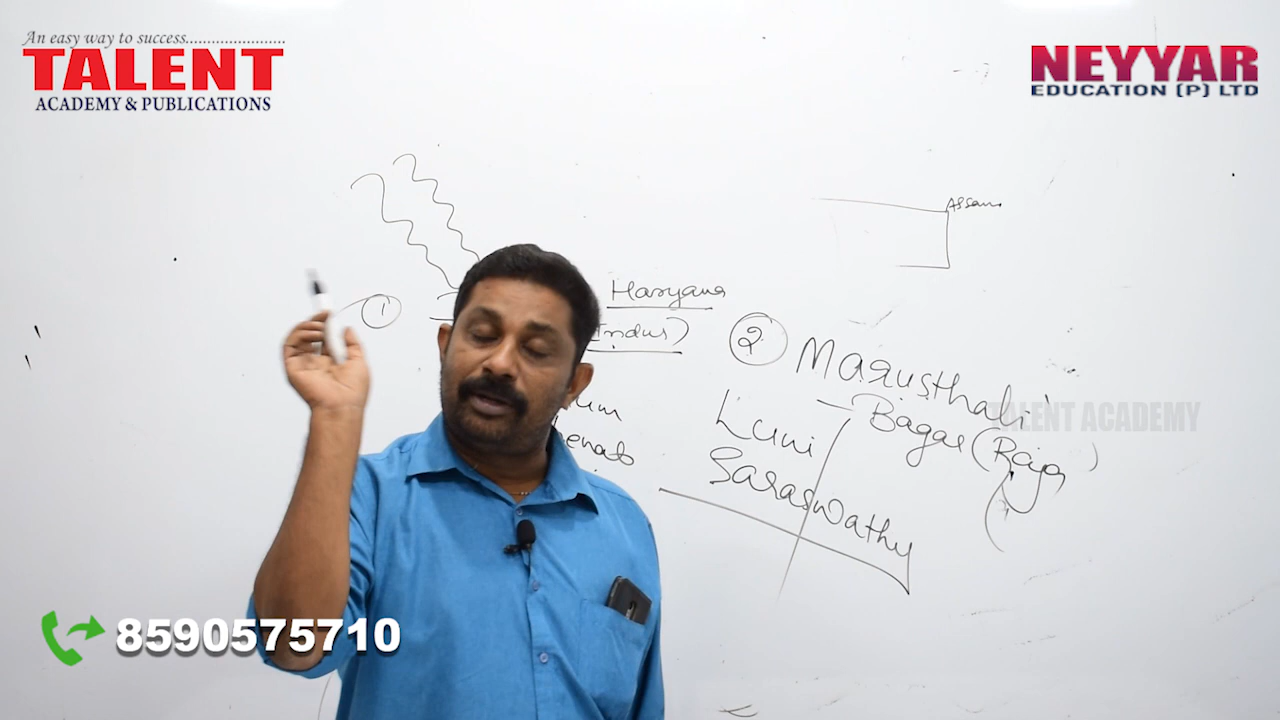 An easy way to success.......................
TALENT
ACADEMY & PUBLICATIONS
NEYYAR
EDUCATION (P) LTD
Assam
1
Haryana
(Indus)
2
Marusthali
TALENT ACADEMY
Bagar (Raja)
Luni
Saraswathy
8590575710